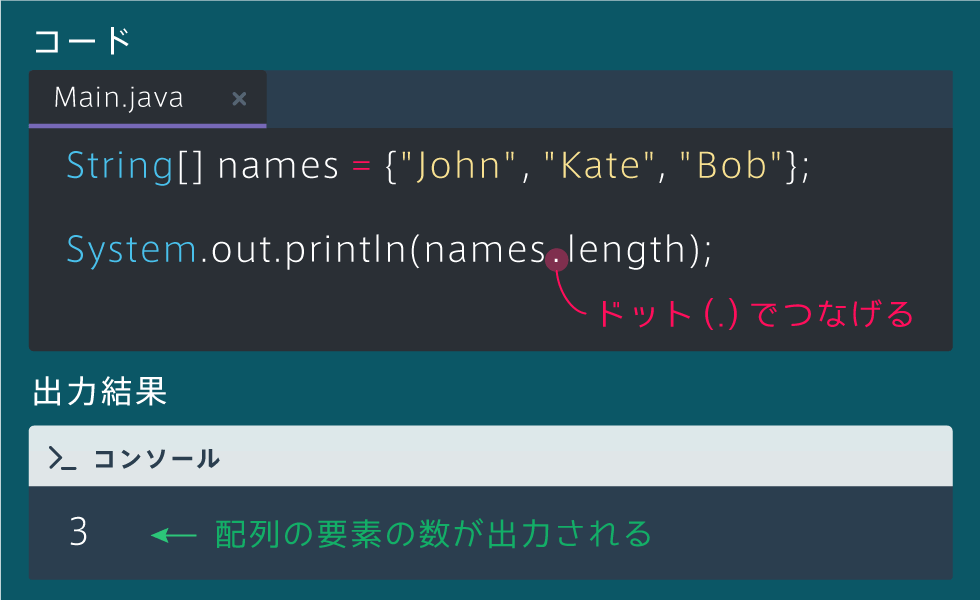 コード
Main.java ×
String[] names = {"John", "Kate", "Bob"};
System.out.println(names.length);
ドット(.)でつなげる
出力結果
>_ コンソール
3 ← 配列の要素の数が出力される